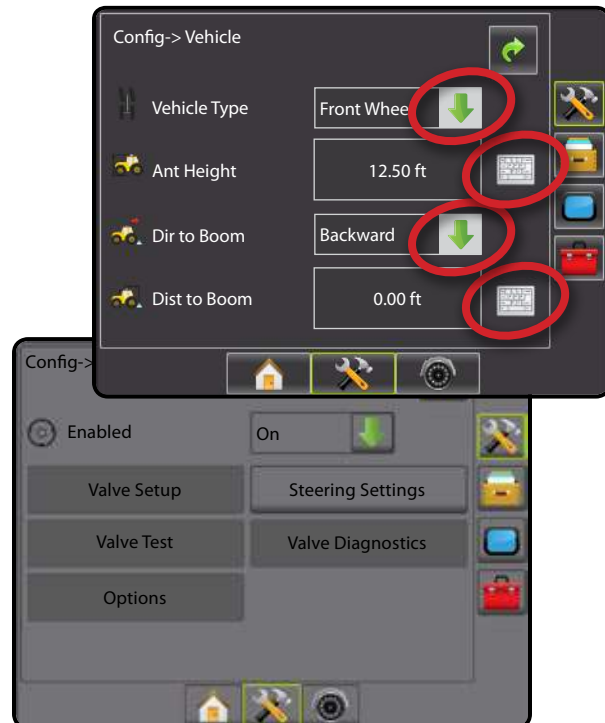 Config-> Vehicle
Vehicle Type
Front Whee
Ant Height
12.50 ft
Dir to Boom
Backward
Dist to Boom
0.00 ft
Config->
Enabled
On
Valve Setup
Steering Settings
Valve Test
Valve Diagnostics
Options